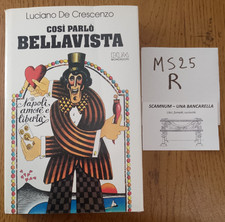 Luciano De Crescenzo
COSÌ PARLÒ
BELLAVISTA
napoli,
amore e
libertà
MS25
R
SCAMNUM – UNA BANCARELLA